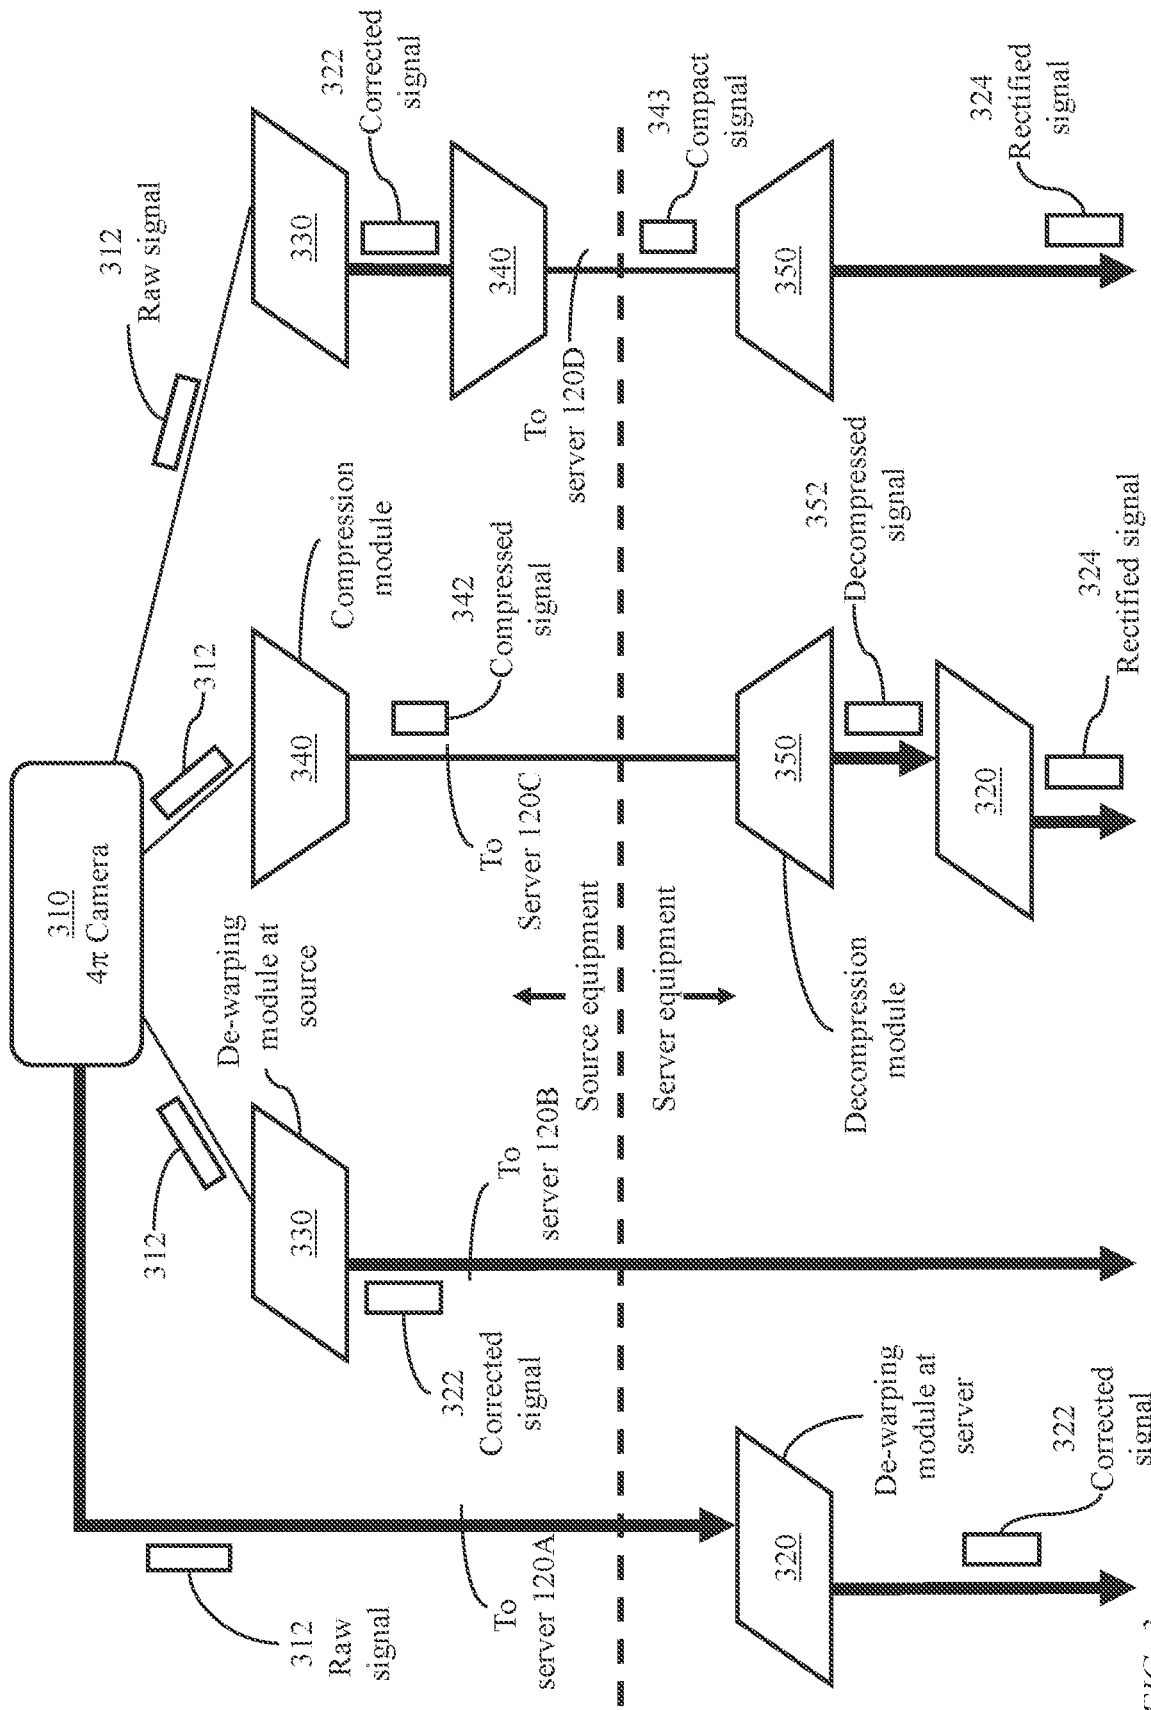 310
4π Camera
312
Raw signal
312
312
312 Raw
signal
De-warping
module at
source
Compression
module
330
340
330
322
Corrected
signal
322
Corrected
signal
342
Compressed
signal
340
To
server 120A
To
server 120B
To
Server 120C
To
server 120D
Source equipment
Server equipment
343
Compact
signal
320
350
350
De-warping
module at
server
Decompression
module
352
Decompressed
signal
320
322
Corrected
signal
324
Rectified signal
324
Rectified
signal